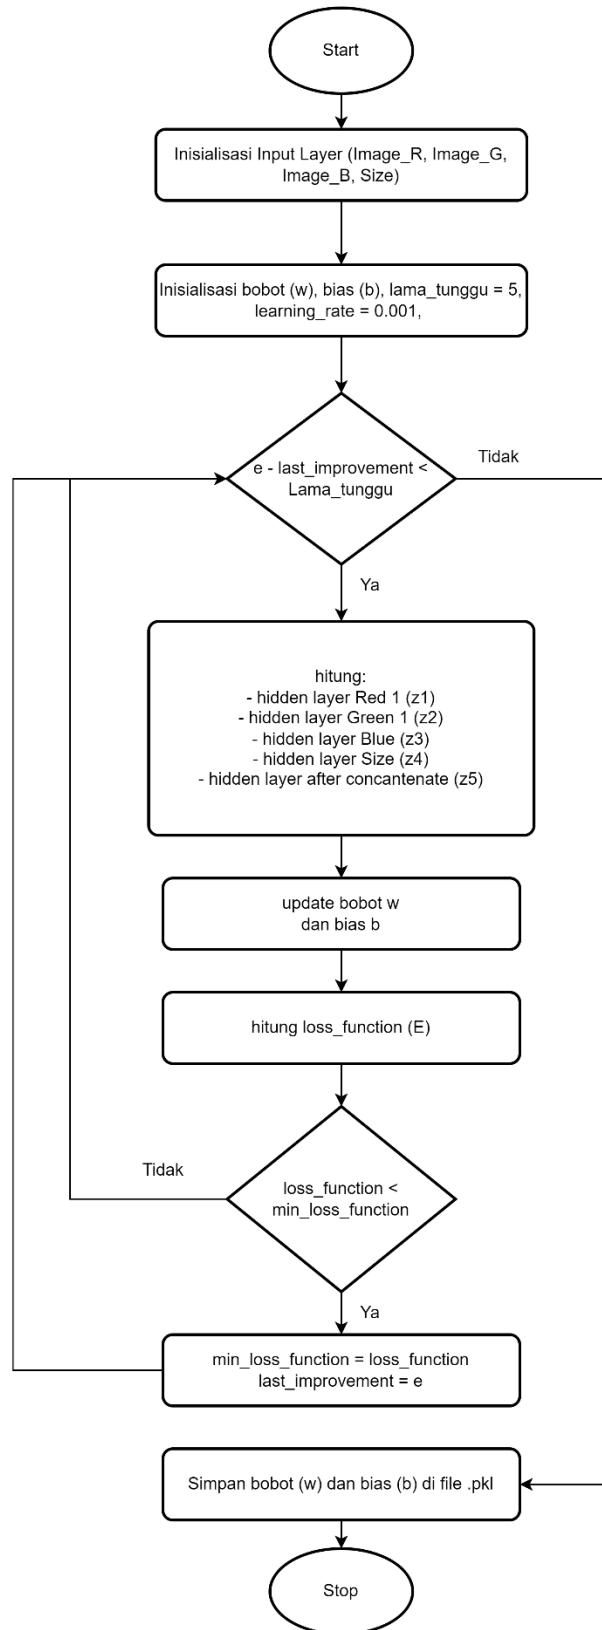 Start
Inisialisasi Input Layer (Image_R, Image_G,
Image_B, Size)
Inisialisasi bobot (w), bias (b), lama_tunggu = 5,
learning_rate = 0.001,
e - last_improvement <
Lama_tunggu
Tidak
Ya
hitung:
- hidden layer Red 1 (z1)
- hidden layer Green 1 (z2)
- hidden layer Blue (z3)
- hidden layer Size (z4)
- hidden layer after concantenate (z5)
update bobot w
dan bias b
hitung loss_function (E)
Tidak
loss_function <
min_loss_function
Ya
min_loss_function = loss_function
last_improvement = e
Simpan bobot (w) dan bias (b) di file .pkl
Stop